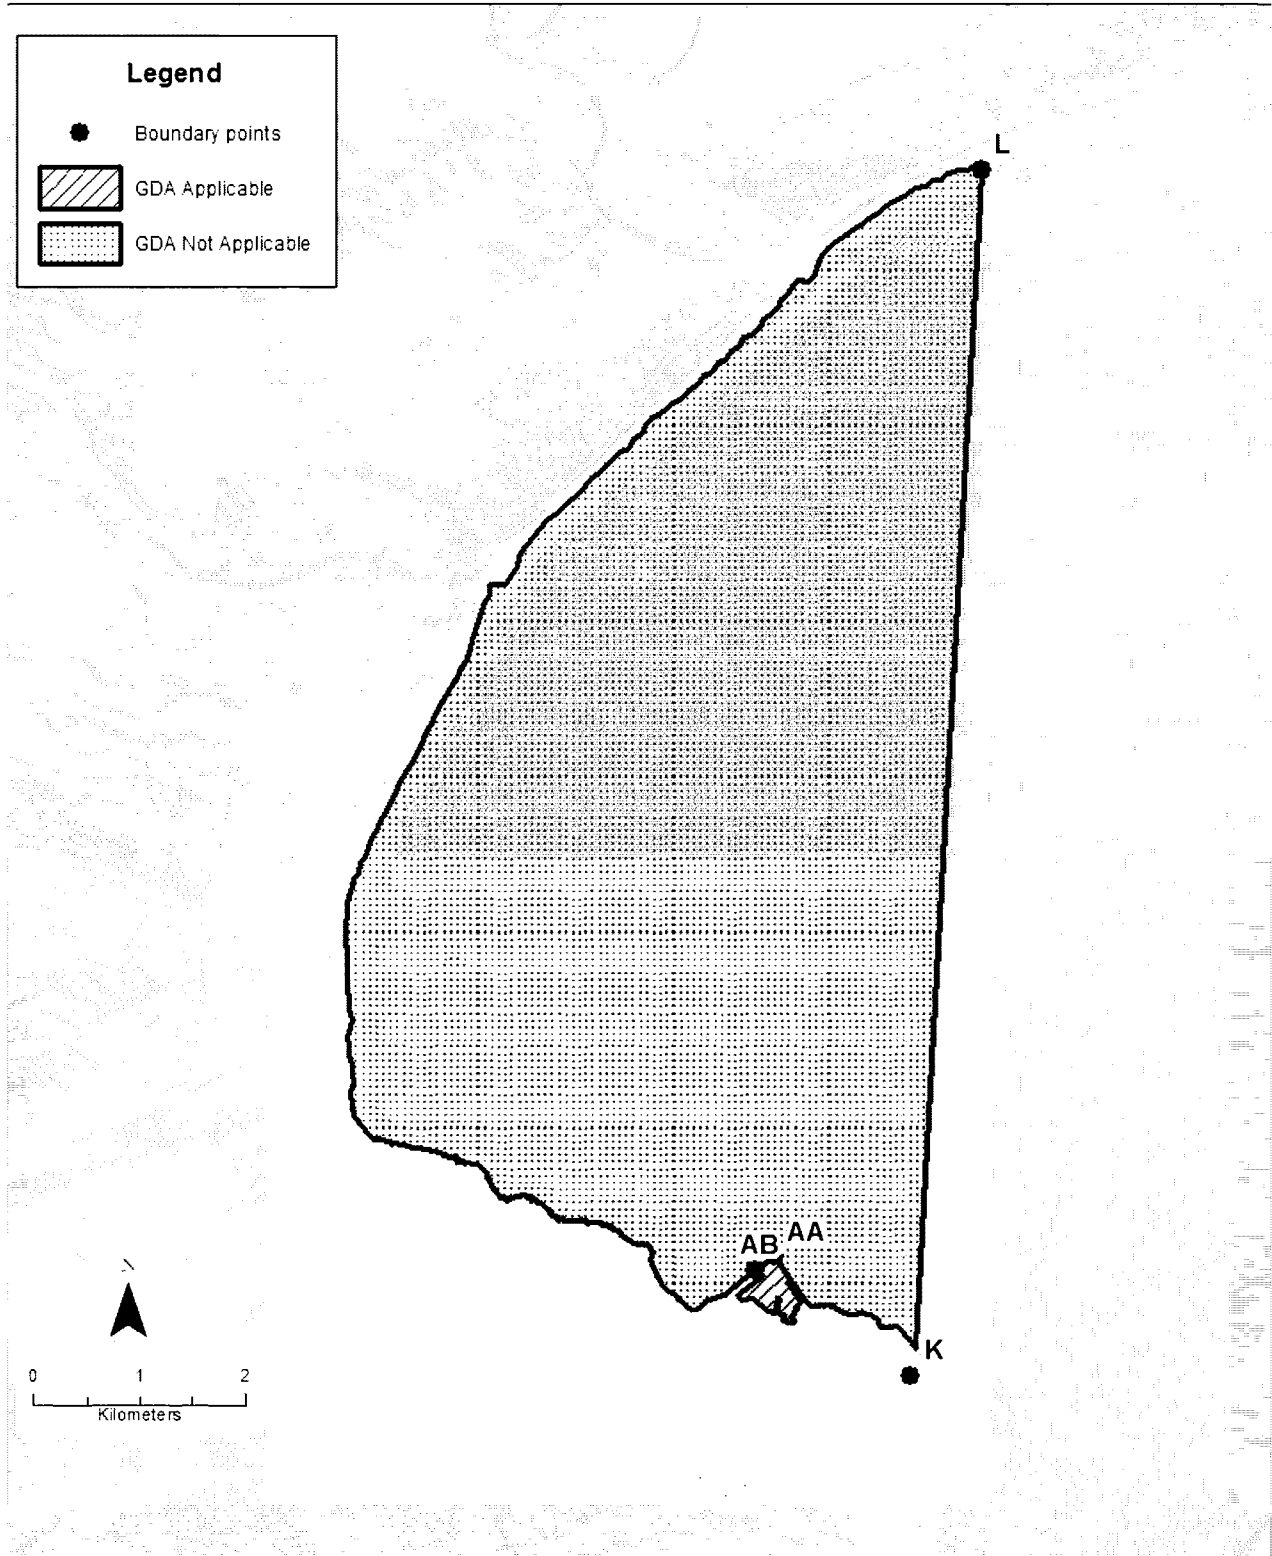 Legend
Boundary points
GDA Applicable
GDA Not Applicable
L
AB
AA
K
0 1 2
Kilometers